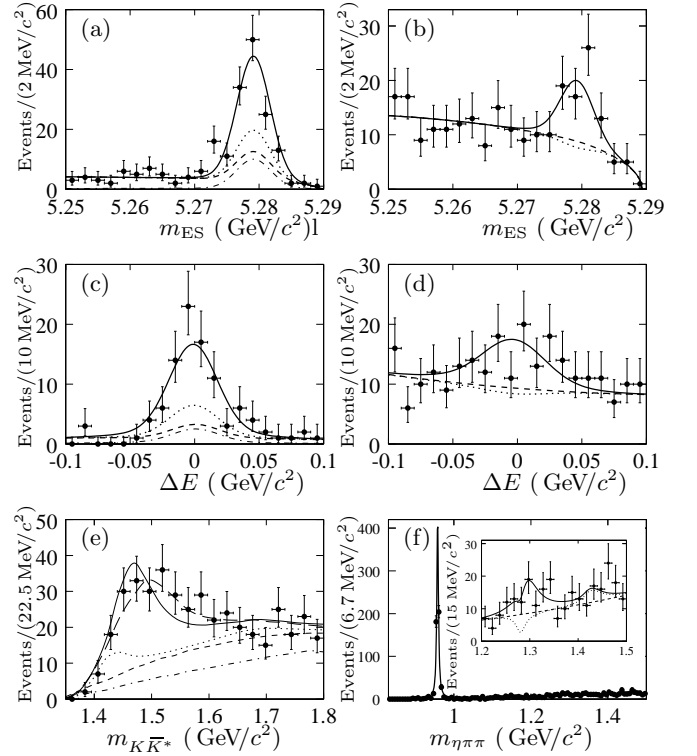 (a)
Events/(2 MeV/c²)
60
40
20
0
5.25 5.26 5.27 5.28 5.29
m_ES ( GeV/c²)l
(b)
Events/(2 MeV/c²)
30
20
10
0
5.25 5.26 5.27 5.28 5.29
m_ES ( GeV/c²)
(c)
Events/(10 MeV/c²)
30
20
10
0
-0.1 -0.05 0 0.05 0.1
ΔE ( GeV/c²)
(d)
Events/(10 MeV/c²)
30
20
10
0
-0.1 -0.05 0 0.05 0.1
ΔE ( GeV/c²)
(e)
Events/(22.5 MeV/c²)
50
40
30
20
10
0
1.4 1.5 1.6 1.7 1.8
m_{K\overline{K}*} ( GeV/c²)
(f)
Events/(6.7 MeV/c²)
400
300
200
100
0
1 1.2 1.4
m_{ηππ} ( GeV/c²)
Events/(15 MeV/c²)
40
30
20
10
0
1.2 1.3 1.4 1.5